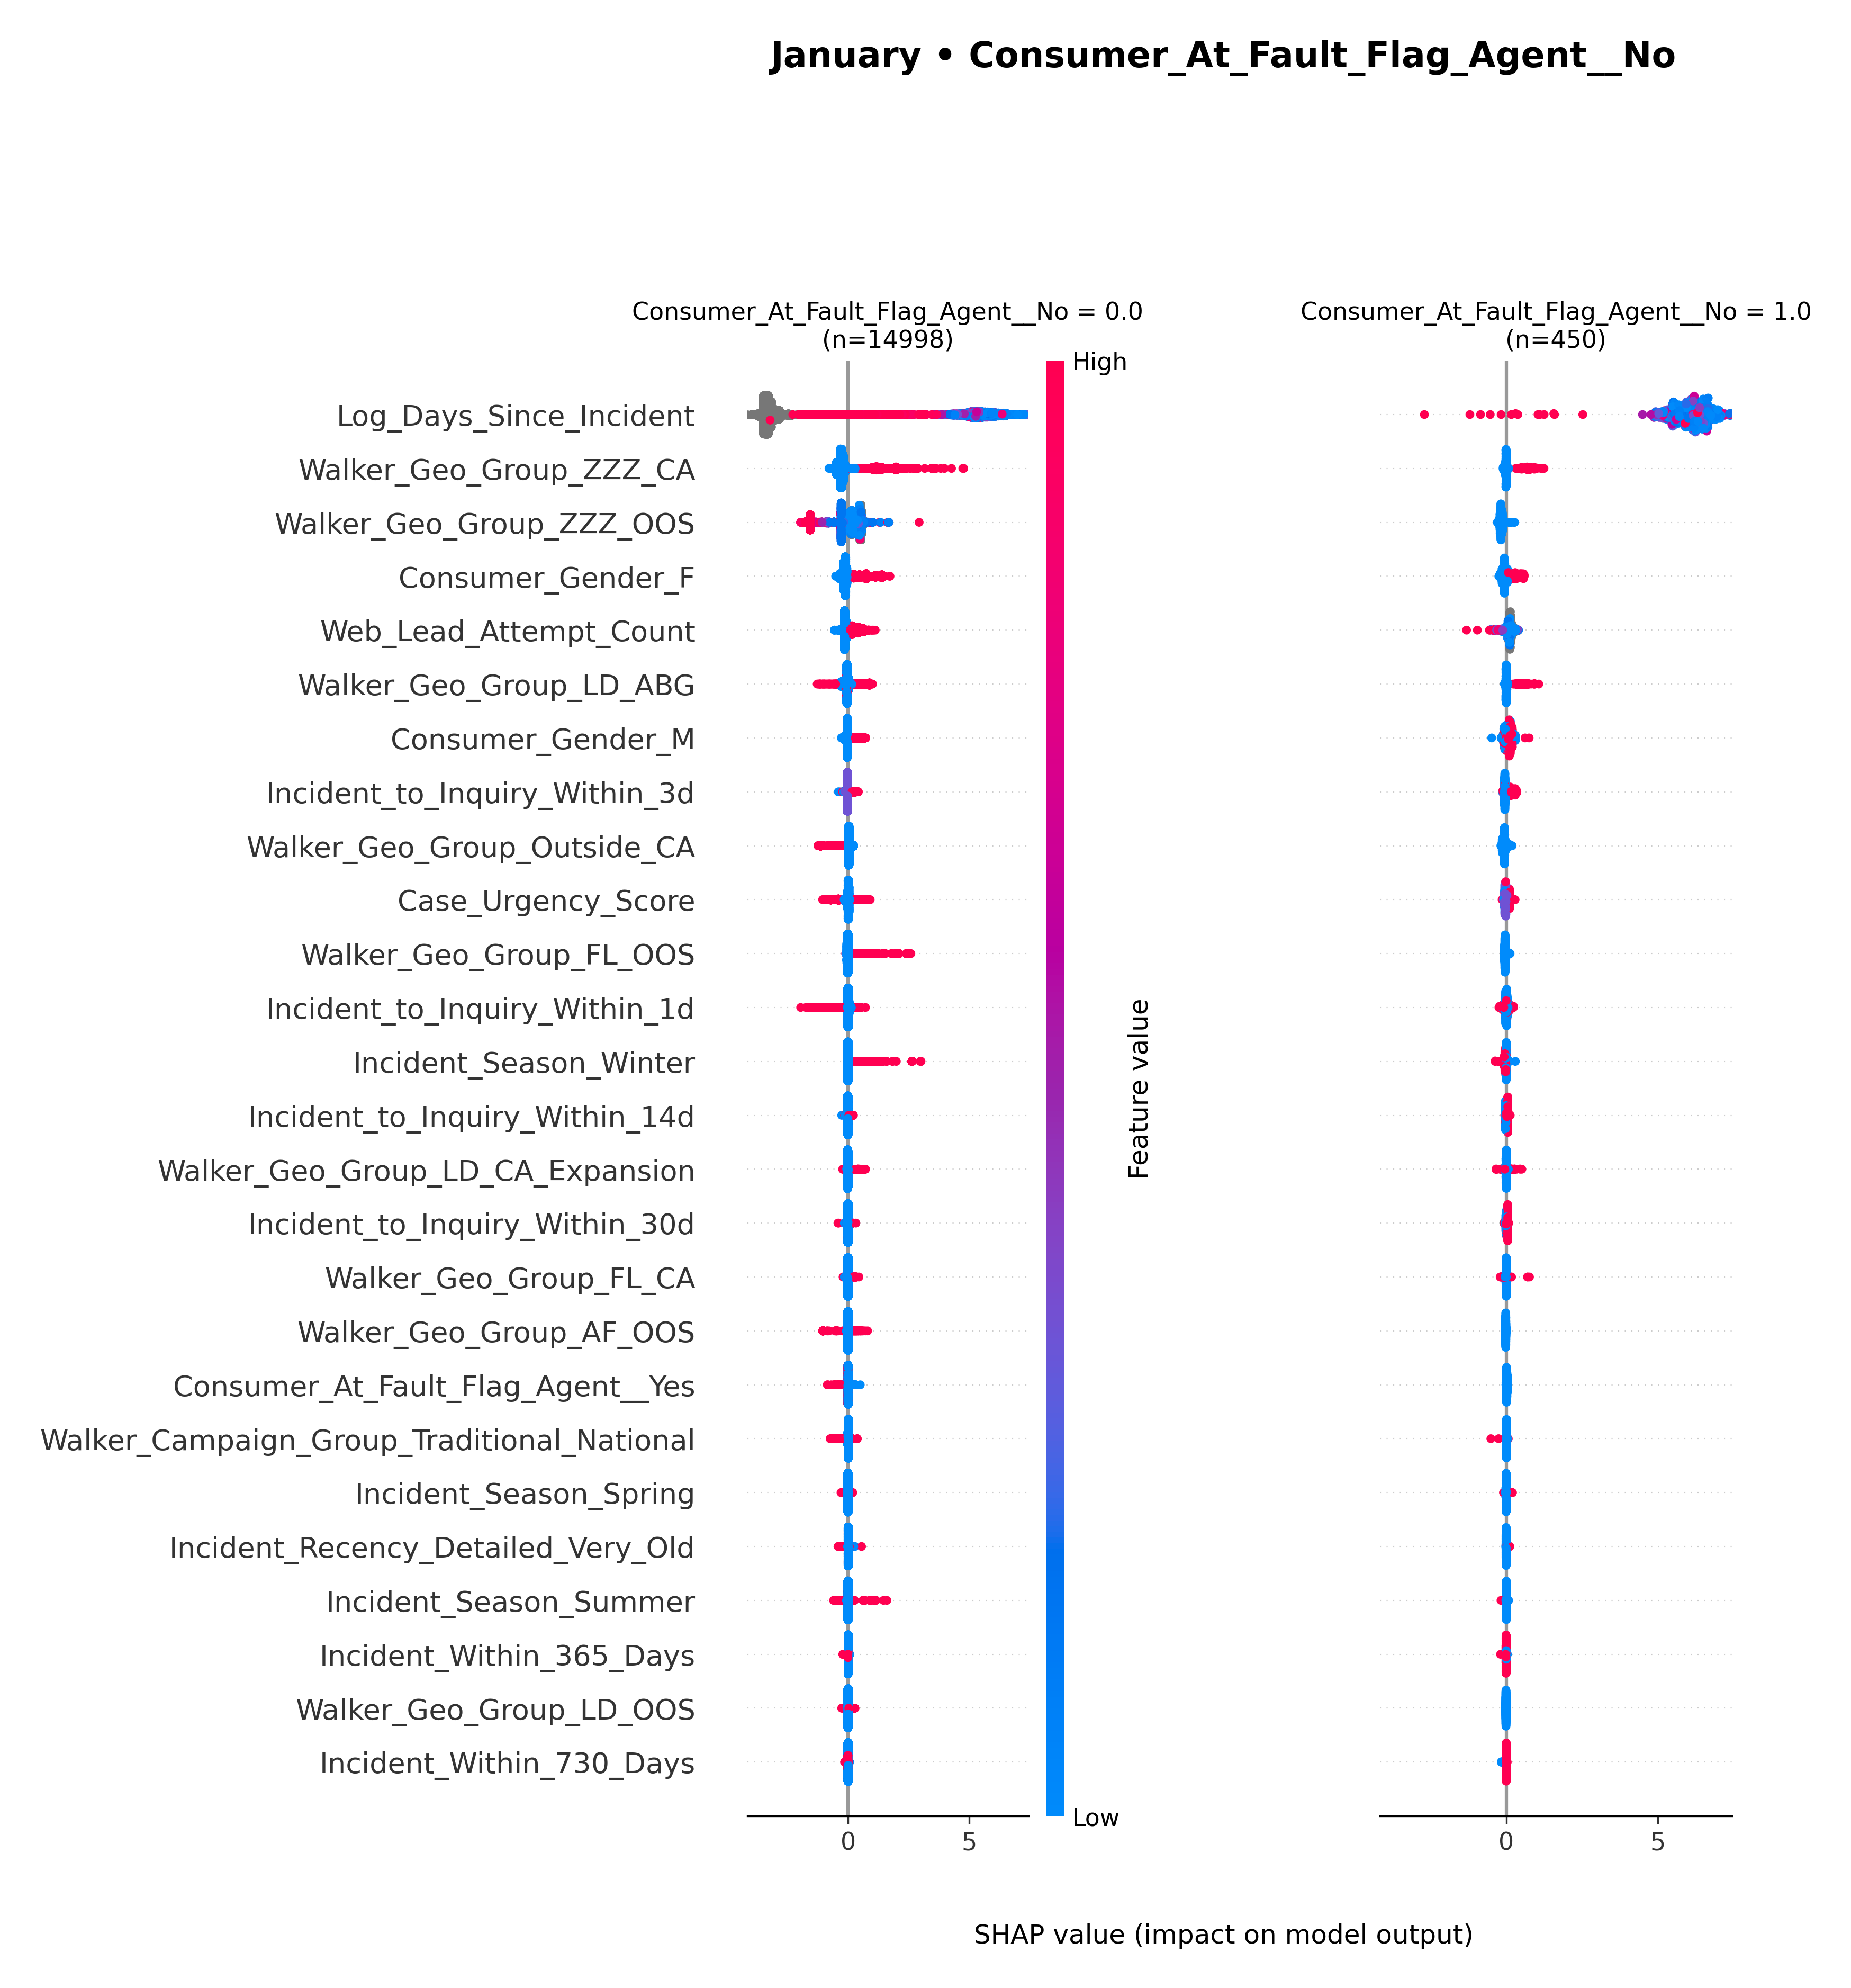 January • Consumer_At_Fault_Flag_Agent__No
Consumer_At_Fault_Flag_Agent__No = 0.0
(n=14998)
Consumer_At_Fault_Flag_Agent__No = 1.0
(n=450)
High
Log_Days_Since_Incident
Walker_Geo_Group_ZZZ_CA
Walker_Geo_Group_ZZZ_OOS
Consumer_Gender_F
Web_Lead_Attempt_Count
Walker_Geo_Group_LD_ABG
Consumer_Gender_M
Incident_to_Inquiry_Within_3d
Walker_Geo_Group_Outside_CA
Case_Urgency_Score
Walker_Geo_Group_FL_OOS
Incident_to_Inquiry_Within_1d
Incident_Season_Winter
Incident_to_Inquiry_Within_14d
Walker_Geo_Group_LD_CA_Expansion
Incident_to_Inquiry_Within_30d
Walker_Geo_Group_FL_CA
Walker_Geo_Group_AF_OOS
Consumer_At_Fault_Flag_Agent__Yes
Walker_Campaign_Group_Traditional_National
Incident_Season_Spring
Incident_Recency_Detailed_Very_Old
Incident_Season_Summer
Incident_Within_365_Days
Walker_Geo_Group_LD_OOS
Incident_Within_730_Days
Feature value
Low
0 5
0 5
SHAP value (impact on model output)